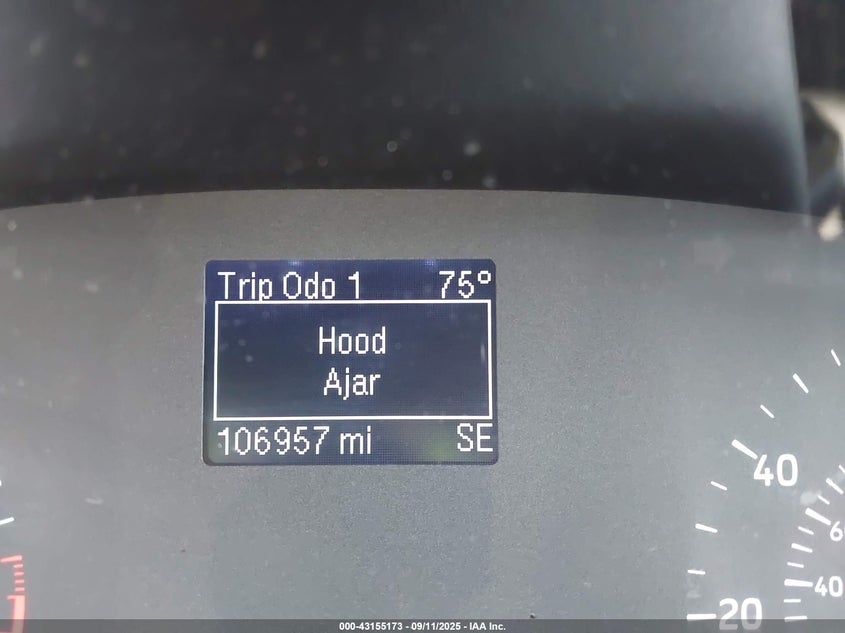 Trip Odo 1 75°
Hood
Ajar
106957 mi SE
40
60
40
20
000-43155173 - 09/11/2025 - IAA Inc.